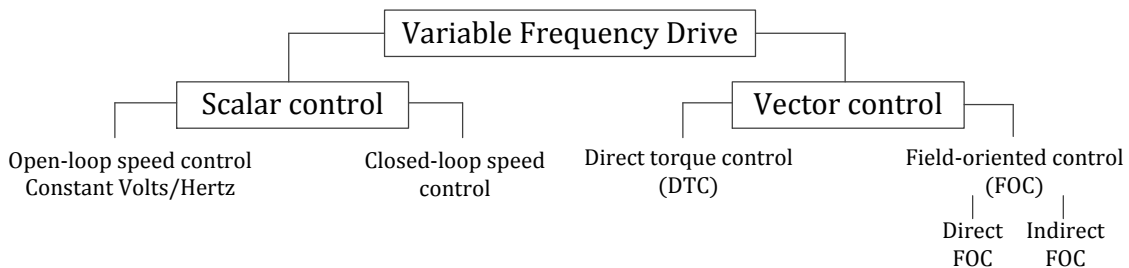 Variable Frequency Drive
Scalar control
Vector control
Open-loop speed control
Constant Volts/Hertz
Closed-loop speed
control
Direct torque control
(DTC)
Field-oriented control
(FOC)
Direct
FOC
Indirect
FOC